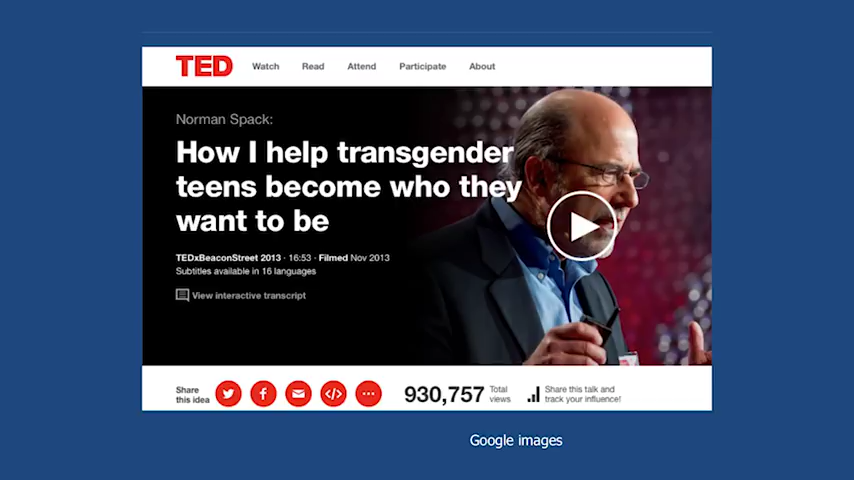 TED Watch Read Attend Participate About
Norman Spack:
How I help transgender
teens become who they
want to be
TEDxBeaconStreet 2013 · 16:53 · Filmed Nov 2013
Subtitles available in 16 languages
View interactive transcript
Share
this idea
930,757 Total
views
Share this talk and
track your influence!
Google images